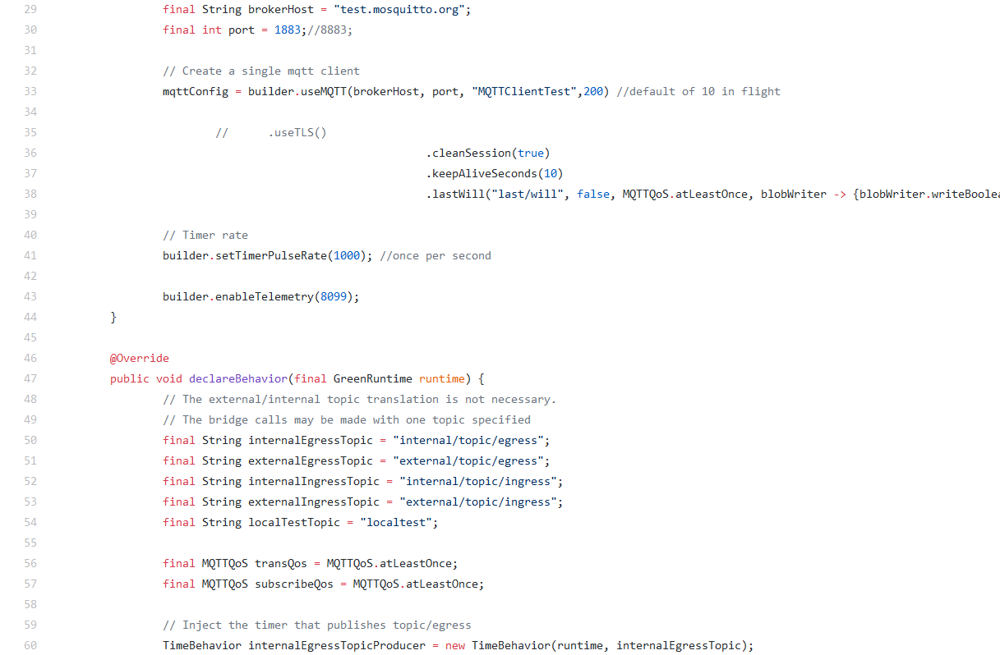 29 final String brokerHost = "test.mosquitto.org";
30 final int port = 1883;//8883;
31
32 // Create a single mqtt client
33 mqttConfig = builder.useMQTT(brokerHost, port, "MQTTClientTest",200) //default of 10 in flight
34
35 // .useTLS()
36 .cleanSession(true)
37 .keepAliveSeconds(10)
38 .lastWill("last/will", false, MQTTQoS.atLeastOnce, blobWriter -> {blobWriter.writeBoolea
39
40 // Timer rate
41 builder.setTimerPulseRate(1000); //once per second
42
43 builder.enableTelemetry(8099);
44 }
45
46 @Override
47 public void declareBehavior(final GreenRuntime runtime) {
48 // The external/internal topic translation is not necessary.
49 // The bridge calls may be made with one topic specified
50 final String internalEgressTopic = "internal/topic/egress";
51 final String externalEgressTopic = "external/topic/egress";
52 final String internalIngressTopic = "internal/topic/ingress";
53 final String externalIngressTopic = "external/topic/ingress";
54 final String localTestTopic = "localtest";
55
56 final MQTTQoS transQos = MQTTQoS.atLeastOnce;
57 final MQTTQoS subscribeQos = MQTTQoS.atLeastOnce;
58
59 // Inject the timer that publishes topic/egress
60 TimeBehavior internalEgressTopicProducer = new TimeBehavior(runtime, internalEgressTopic);